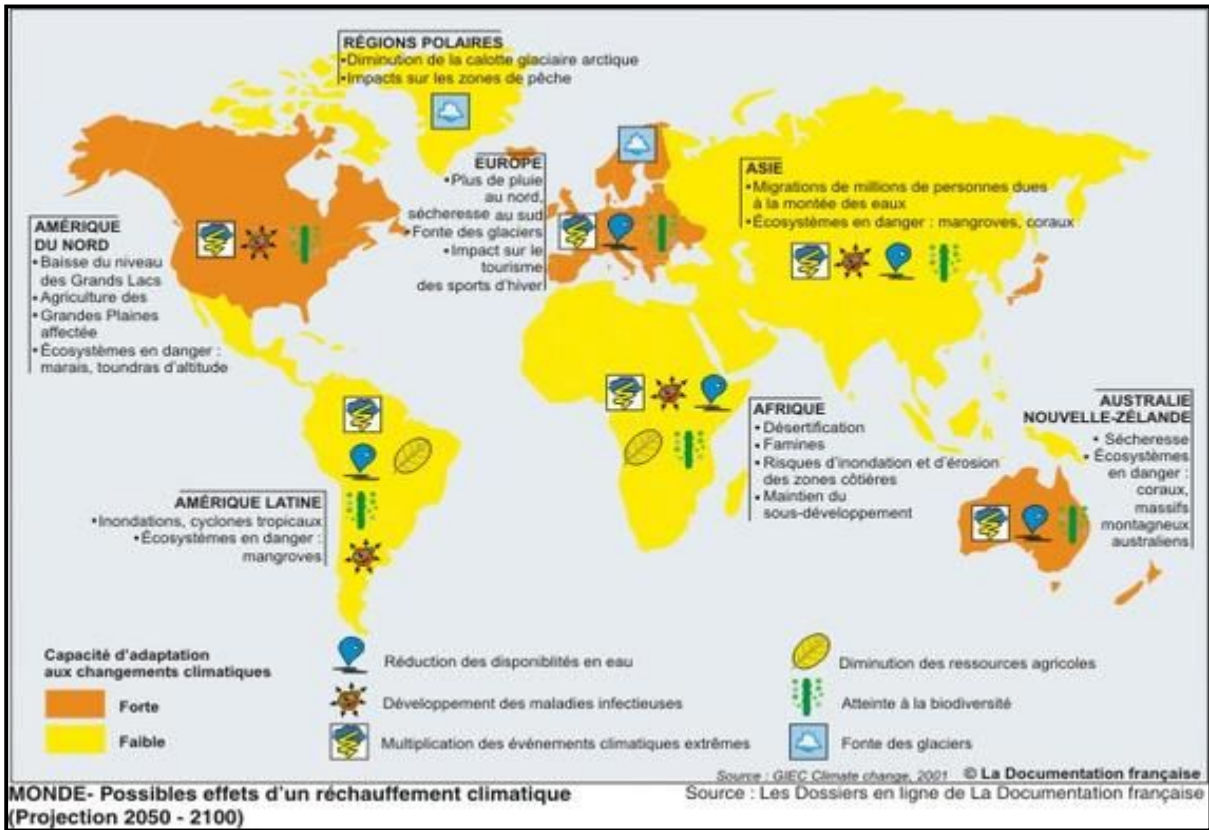 RÉGIONS POLAIRES
•Diminution de la calotte glaciaire arctique
•Impacts sur les zones de pêche
EUROPE
•Plus de pluie
au nord,
sécheresse au sud
•Fonte des glaciers
•Impact sur le
tourisme
des sports d'hiver
ASIE
•Migrations de millions de personnes dues
à la montée des eaux
•Écosystèmes en danger : mangroves, coraux
AMÉRIQUE
DU NORD
•Baisse du niveau
des Grands Lacs
•Agriculture des
•Grandes Plaines
affectée
•Écosystèmes en danger :
marais, toundras d'altitude
AFRIQUE
•Désertification
•Famines
•Risques d'inondation et d'érosion
des zones côtières
•Maintien du
sous-développement
AUSTRALIE
NOUVELLE-ZÉLANDE
•Sécheresse
•Écosystèmes
en danger :
coraux,
massifs
montagneux
australiens
AMÉRIQUE LATINE
•Inondations, cyclones tropicaux
•Écosystèmes en danger :
mangroves
Capacité d'adaptation
aux changements climatiques
Forte
Faible
Réduction des disponiblités en eau
Développement des maladies infectieuses
Multiplication des événements climatiques extrêmes
Diminution des ressources agricoles
Atteinte à la biodiversité
Fonte des glaciers
Source : GIEC Climate change, 2001 © La Documentation française
MONDE- Possibles effets d'un réchauffement climatique
(Projection 2050 - 2100)
Source : Les Dossiers en ligne de La Documentation française